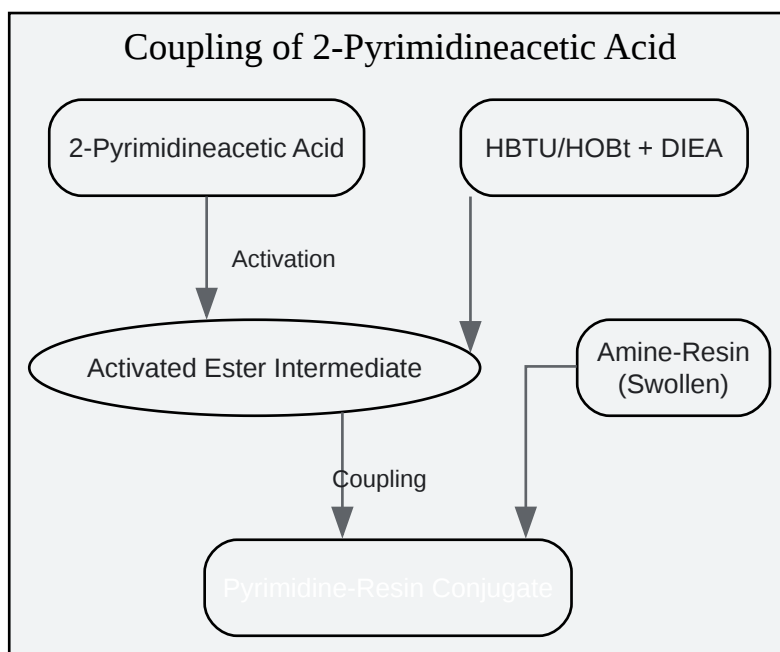 Coupling of 2-Pyrimidineacetic Acid
2-Pyrimidineacetic Acid
HBTU/HOBt + DIEA
Activation
Activated Ester Intermediate
Amine-Resin
(Swollen)
Coupling
Pyrimidine-Resin Conjugate